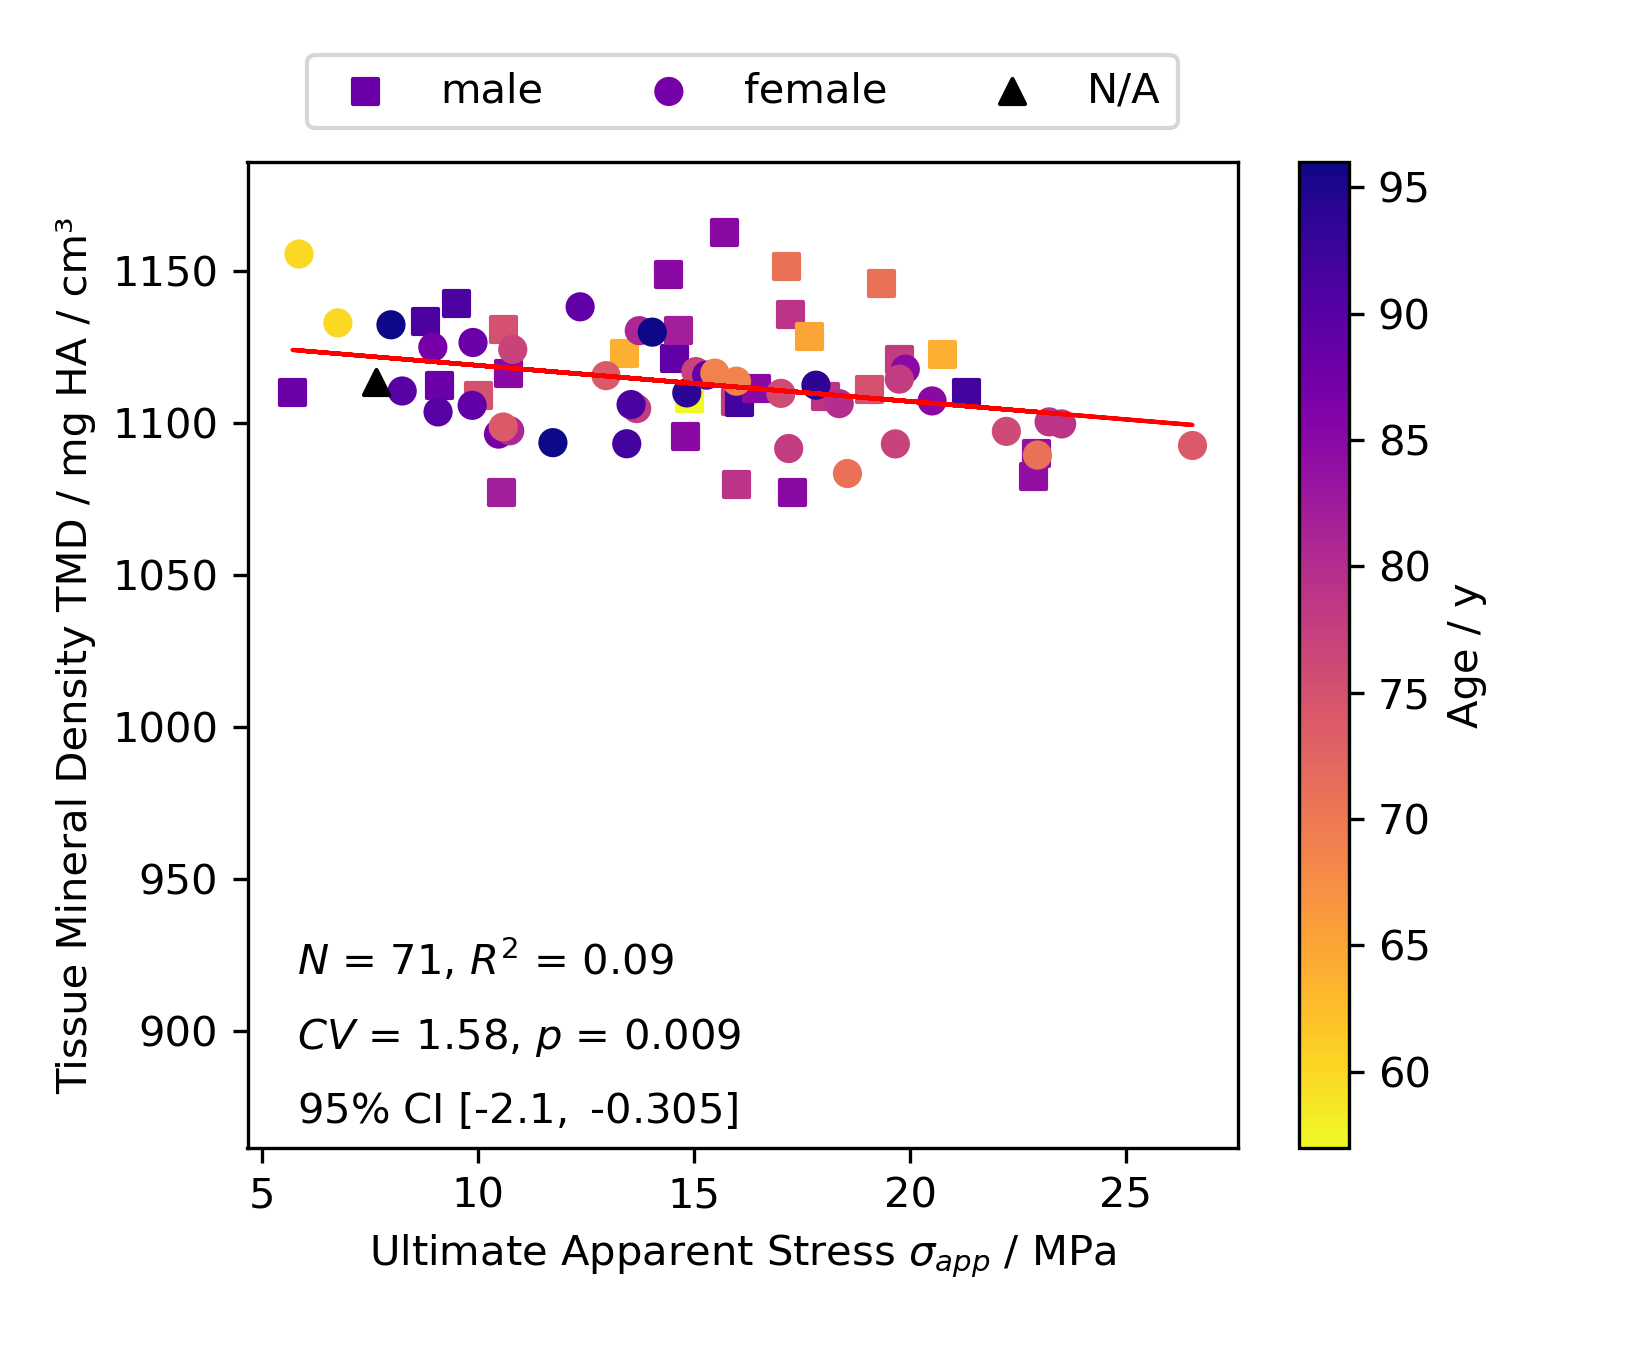 male female N/A
Tissue Mineral Density TMD / mg HA / cm³
1150
1100
1050
1000
950
900
N = 71, R² = 0.09
CV = 1.58, p = 0.009
95% CI [-2.1, -0.305]
5 10 15 20 25
Ultimate Apparent Stress σ_app / MPa
95
90
85
80
75
70
65
60
Age / y